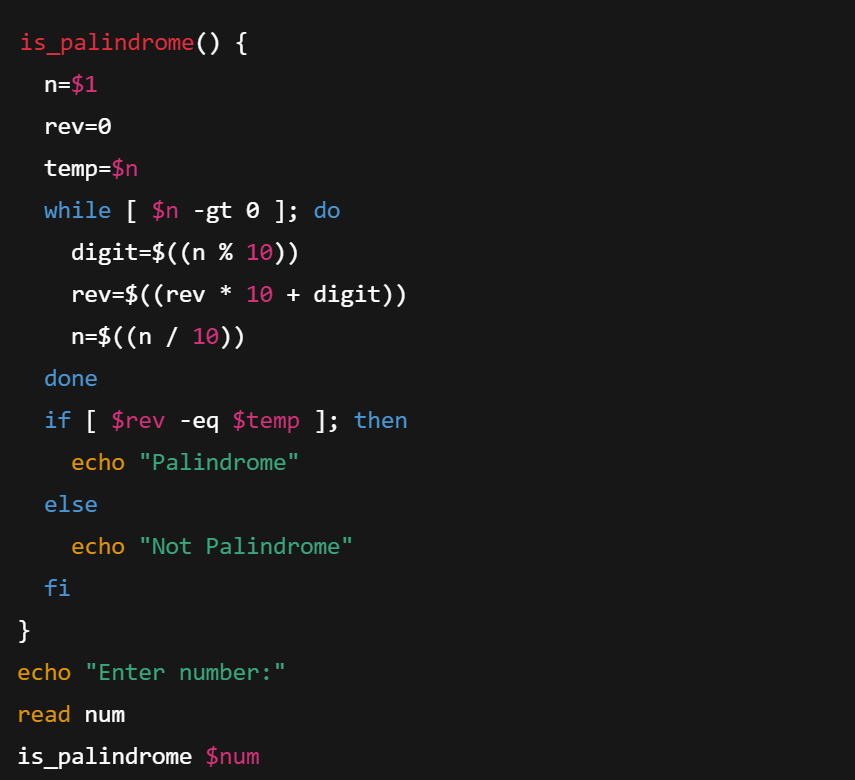 is_palindrome() {
  n=$1
  rev=0
  temp=$n
  while [ $n -gt 0 ]; do
    digit=$((n % 10))
    rev=$((rev * 10 + digit))
    n=$((n / 10))
  done
  if [ $rev -eq $temp ]; then
    echo "Palindrome"
  else
    echo "Not Palindrome"
  fi
}
echo "Enter number:"
read num
is_palindrome $num